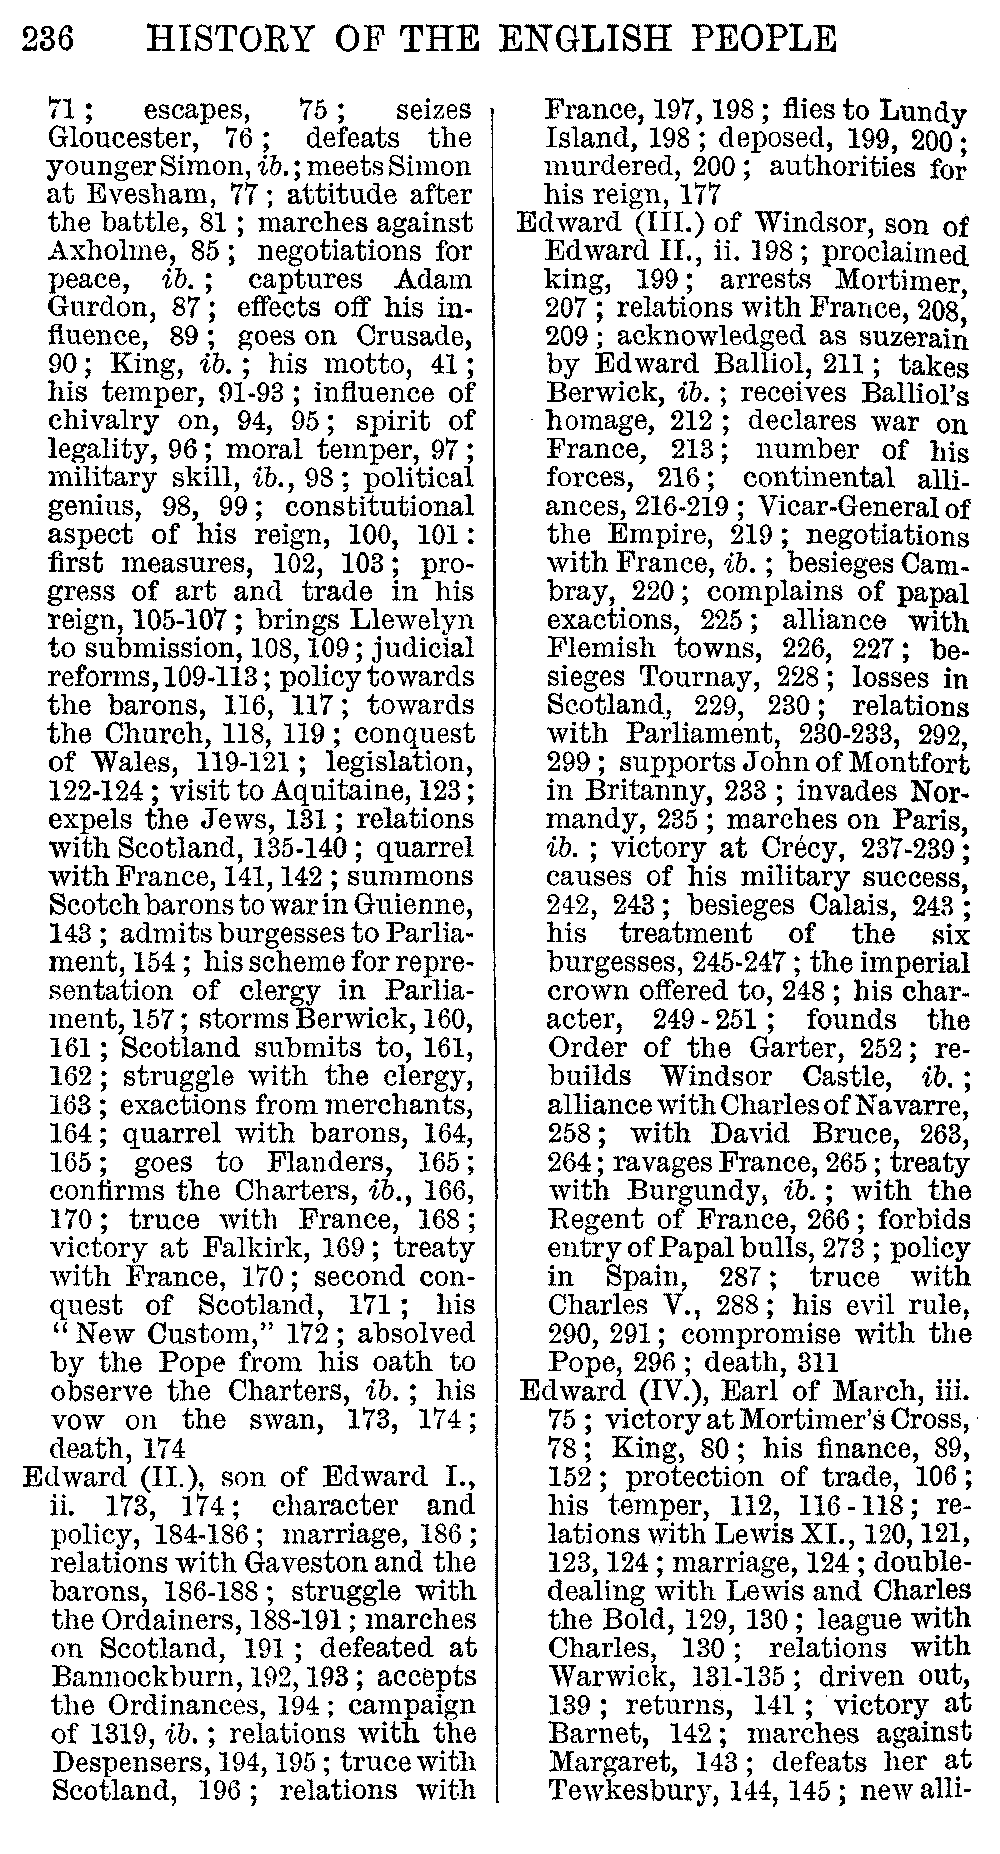 236 HISTORY OF THE ENGLISH PEOPLE
71 ; escapes, 75 ; seizes
Gloucester, 76 ; defeats the
younger Simon, ib. ; meets Simon
at Evesham, 77 ; attitude after
the battle, 81 ; marches against
Axholme, 85 ; negotiations for
peace, ib. ; captures Adam
Gurdon, 87 ; effects off his in-
fluence, 89 ; goes on Crusade,
90 ; King, ib. ; his motto, 41 ;
his temper, 91-93 ; influence of
chivalry on, 94, 95 ; spirit of
legality, 96 ; moral temper, 97 ;
military skill, ib., 98 ; political
genius, 98, 99 ; constitutional
aspect of his reign, 100, 101 :
first measures, 102, 103 ; pro-
gress of art and trade in his
reign, 105-107 ; brings Llewelyn
to submission, 108, 109 ; judicial
reforms, 109-113 ; policy towards
the barons, 116, 117 ; towards
the Church, 118, 119 ; conquest
of Wales, 119-121 ; legislation,
122-124 ; visit to Aquitaine, 123 ;
expels the Jews, 131 ; relations
with Scotland, 135-140 ; quarrel
with France, 141, 142 ; summons
Scotch barons to war in Guienne,
143 ; admits burgesses to Parlia-
ment, 154 ; his scheme for repre-
sentation of clergy in Parlia-
ment, 157 ; storms Berwick, 160,
161 ; Scotland submits to, 161,
162 ; struggle with the clergy,
163 ; exactions from merchants,
164 ; quarrel with barons, 164,
165 ; goes to Flanders, 165 ;
confirms the Charters, ib., 166,
170 ; truce with France, 168 ;
victory at Falkirk, 169 ; treaty
with France, 170 ; second con-
quest of Scotland, 171 ; his
“ New Custom,” 172 ; absolved
by the Pope from his oath to
observe the Charters, ib. ; his
vow on the swan, 173, 174 ;
death, 174
Edward (II.), son of Edward I.,
ii. 173, 174 ; character and
policy, 184-186 ; marriage, 186 ;
relations with Gaveston and the
barons, 186-188 ; struggle with
the Ordainers, 188-191 ; marches
on Scotland, 191 ; defeated at
Bannockburn, 192, 193 ; accepts
the Ordinances, 194 ; campaign
of 1319, ib. ; relations with the
Despensers, 194, 195 ; truce with
Scotland, 196 ; relations with
France, 197, 198 ; flies to Lundy
Island, 198 ; deposed, 199, 200 ;
murdered, 200 ; authorities for
his reign, 177
Edward (III.) of Windsor, son of
Edward II., ii. 198 ; proclaimed
king, 199 ; arrests Mortimer,
207 ; relations with France, 208,
209 ; acknowledged as suzerain
by Edward Balliol, 211 ; takes
Berwick, ib. ; receives Balliol's
homage, 212 ; declares war on
France, 213 ; number of his
forces, 216 ; continental alli-
ances, 216-219 ; Vicar-General of
the Empire, 219 ; negotiations
with France, ib. ; besieges Cam-
bray, 220 ; complains of papal
exactions, 225 ; alliance with
Flemish towns, 226, 227 ; be-
sieges Tournay, 228 ; losses in
Scotland, 229, 230 ; relations
with Parliament, 230-233, 292,
299 ; supports John of Montfort
in Britanny, 233 ; invades Nor-
mandy, 235 ; marches on Paris,
ib. ; victory at Crécy, 237-239 ;
causes of his military success,
242, 243 ; besieges Calais, 243 ;
his treatment of the six
burgesses, 245-247 ; the imperial
crown offered to, 248 ; his char-
acter, 249-251 ; founds the
Order of the Garter, 252 ; re-
builds Windsor Castle, ib. ;
alliance with Charles of Navarre,
258 ; with David Bruce, 263,
264 ; ravages France, 265 ; treaty
with Burgundy, ib. ; with the
Regent of France, 266 ; forbids
entry of Papal bulls, 273 ; policy
in Spain, 287 ; truce with
Charles V., 288 ; his evil rule,
290, 291 ; compromise with the
Pope, 296 ; death, 311
Edward (IV.), Earl of March, iii.
75 ; victory at Mortimer's Cross,
78 ; King, 80 ; his finance, 89,
152 ; protection of trade, 106 ;
his temper, 112, 116-118 ; re-
lations with Lewis XI., 120, 121,
123, 124 ; marriage, 124 ; double-
dealing with Lewis and Charles
the Bold, 129, 130 ; league with
Charles, 130 ; relations with
Warwick, 131-135 ; driven out,
139 ; returns, 141 ; victory at
Barnet, 142 ; marches against
Margaret, 143 ; defeats her at
Tewkesbury, 144, 145 ; new alli-